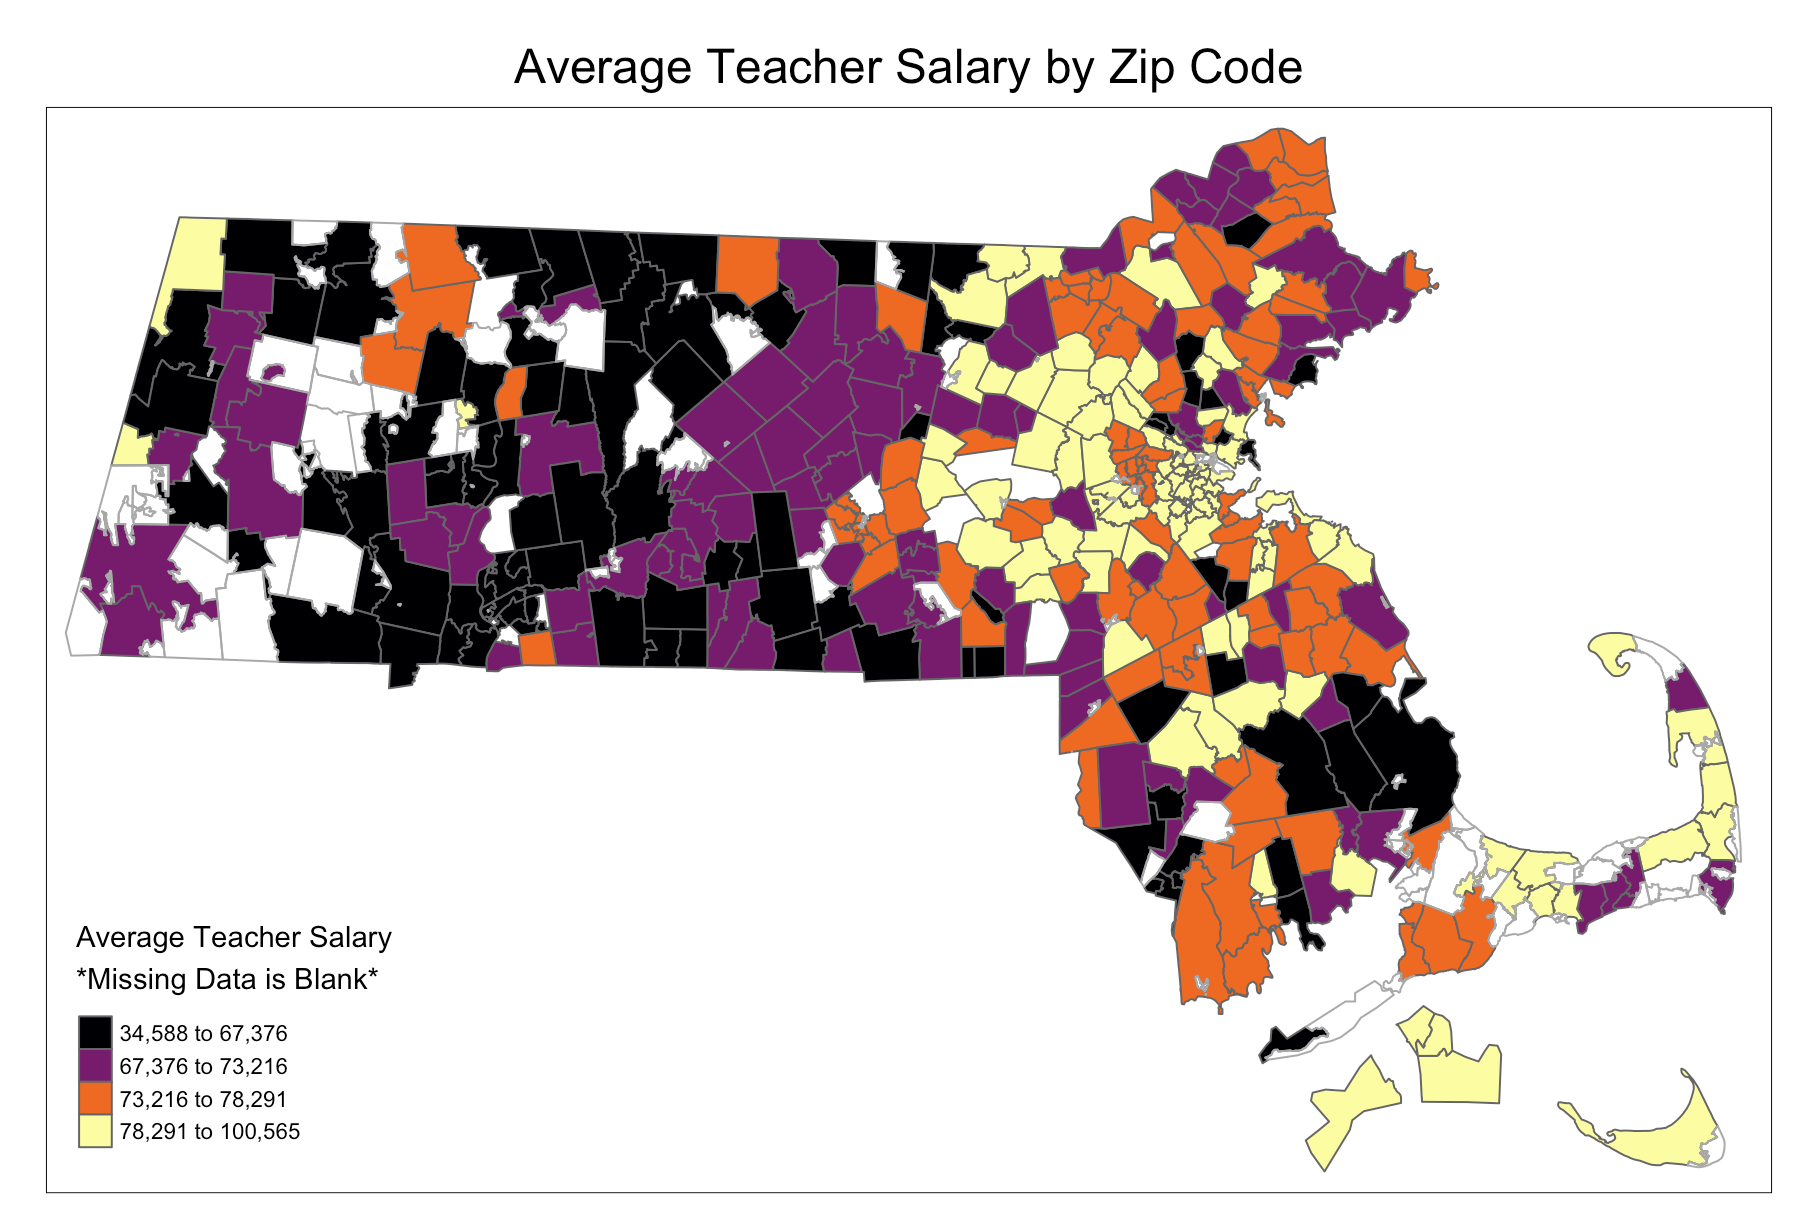 Average Teacher Salary by Zip Code
Average Teacher Salary
*Missing Data is Blank*
34,588 to 67,376
67,376 to 73,216
73,216 to 78,291
78,291 to 100,565